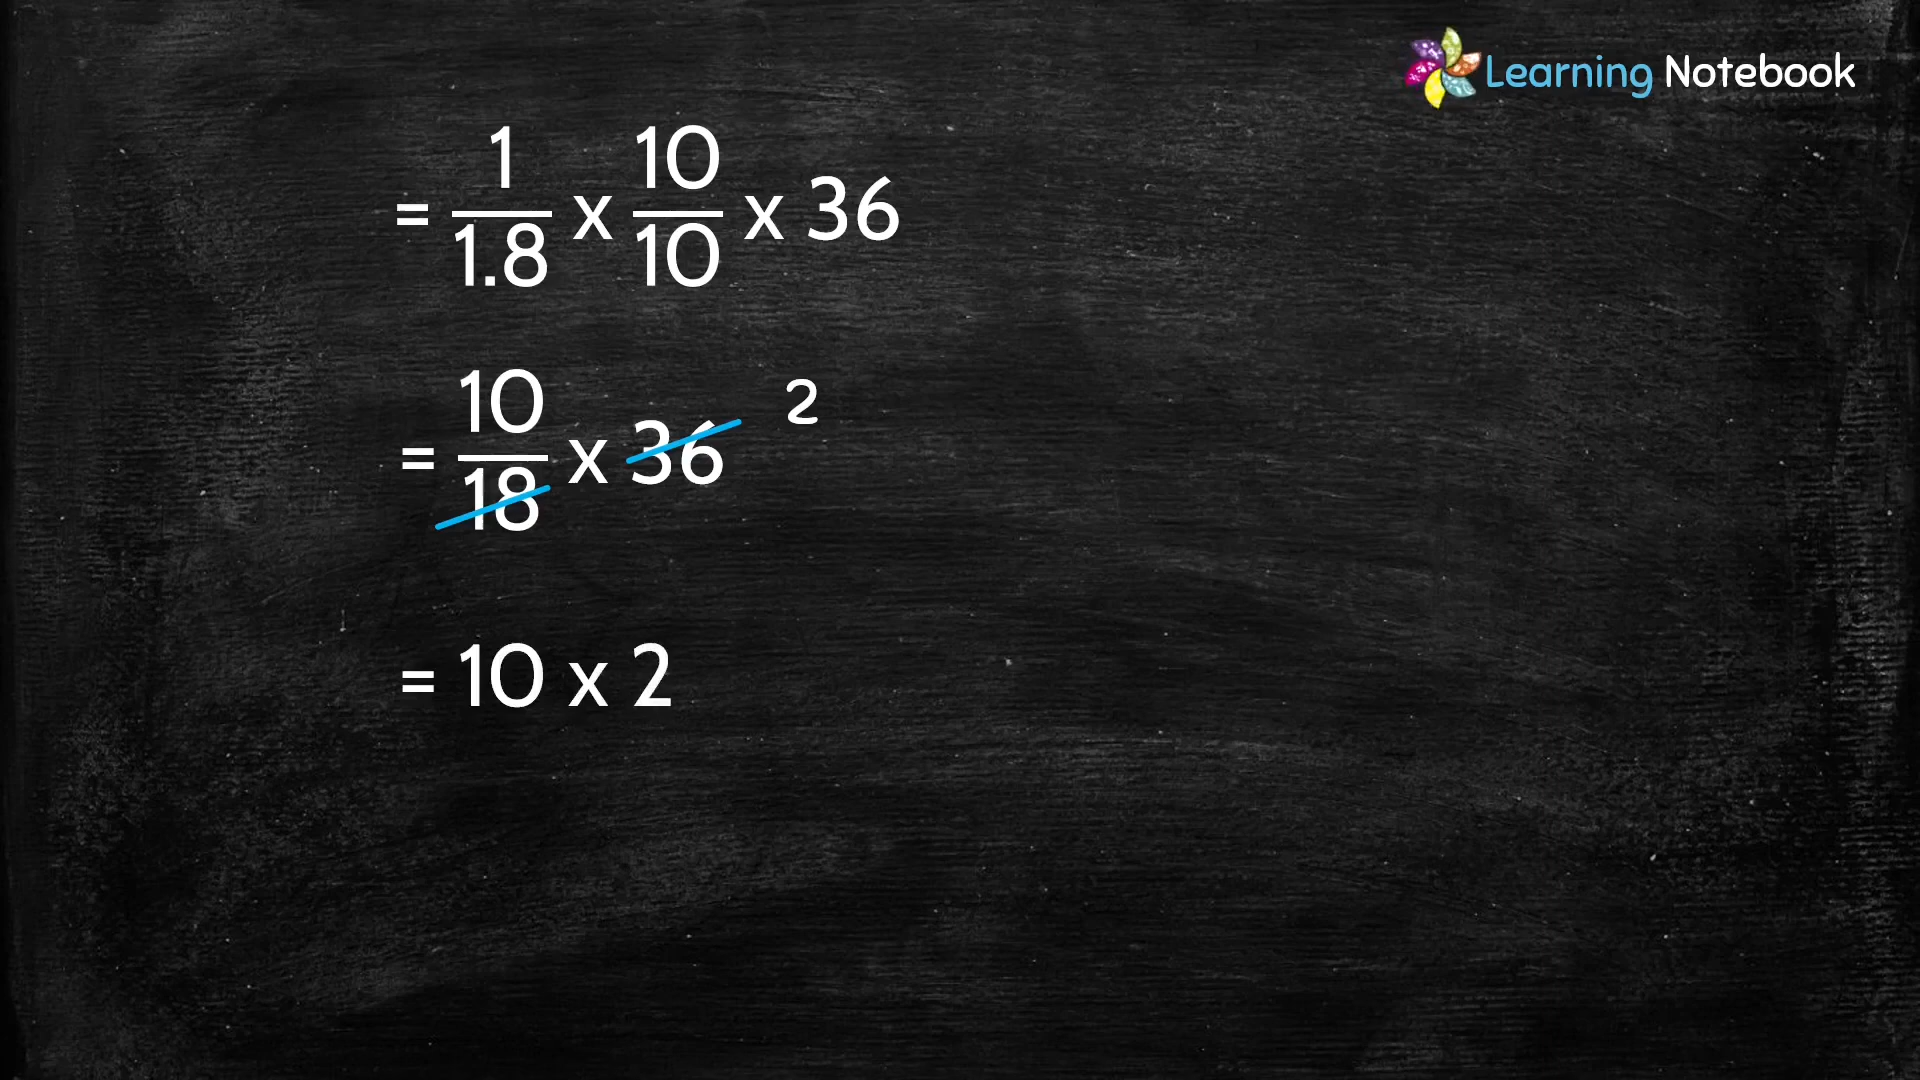 Learning Notebook
= 1/1.8 x 10/10 x 36
= 10/18 x 36 2
= 10 x 2